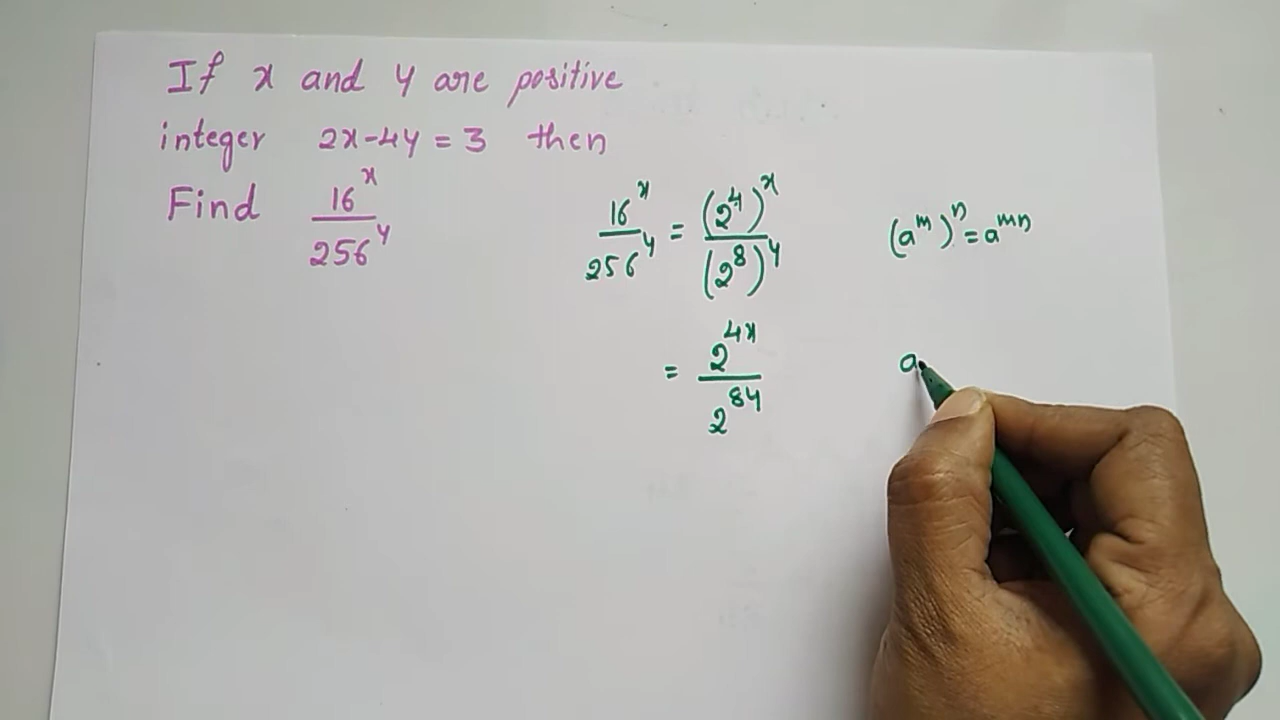 If x and y are positive
integer 2x-4y = 3 then
Find 16^x / 256^y
16^x / 256^y = (2^4)^x / (2^8)^y
(a^m)^n = a^mn
= 2^4x / 2^8y
a